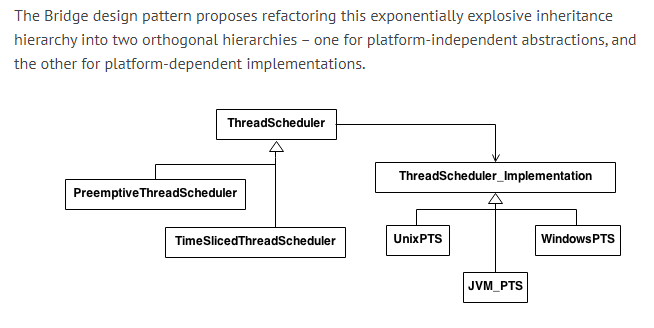 The Bridge design pattern proposes refactoring this exponentially explosive inheritance
hierarchy into two orthogonal hierarchies – one for platform-independent abstractions, and
the other for platform-dependent implementations.
ThreadScheduler
ThreadScheduler_Implementation
PreemptiveThreadScheduler
TimeSlicedThreadScheduler
UnixPTS
WindowsPTS
JVM_PTS